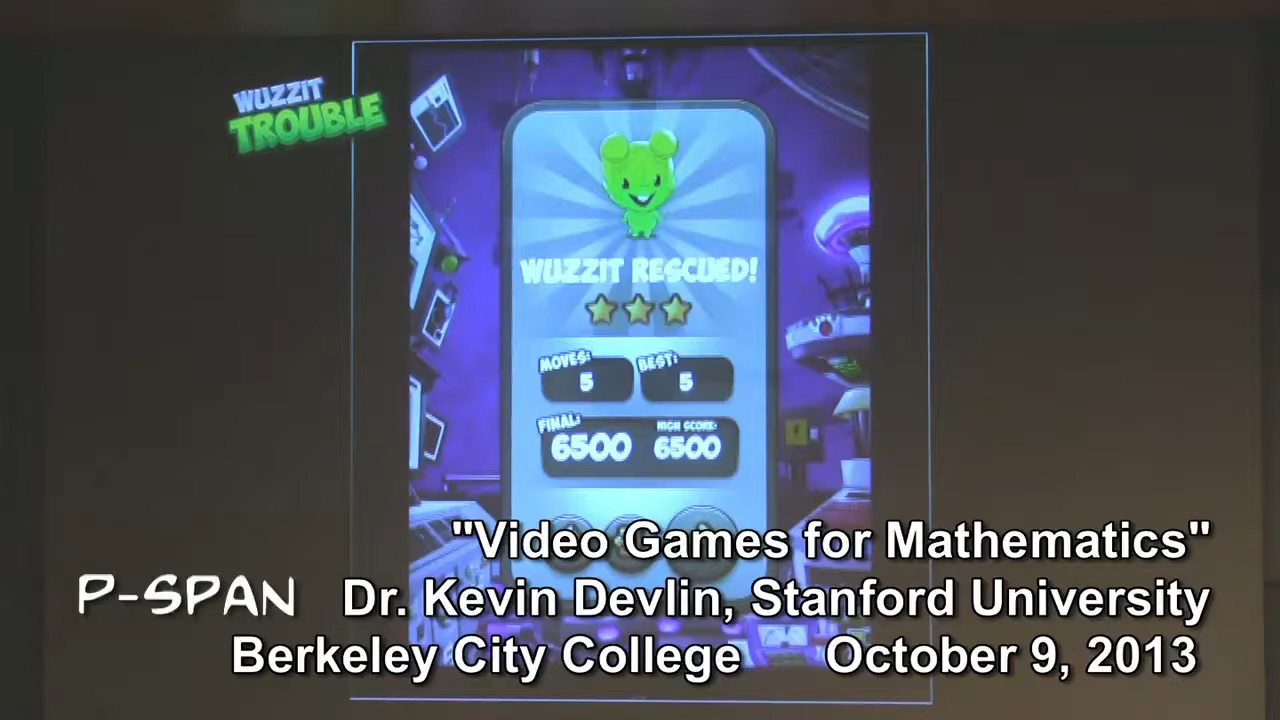 WUZZIT
TROUBLE
WUZZIT RESCUED!
MOVES: BEST:
5 5
FINAL: HIGH SCORE:
6500 6500
"Video Games for Mathematics"
P-SPAN Dr. Kevin Devlin, Stanford University
Berkeley City College October 9, 2013